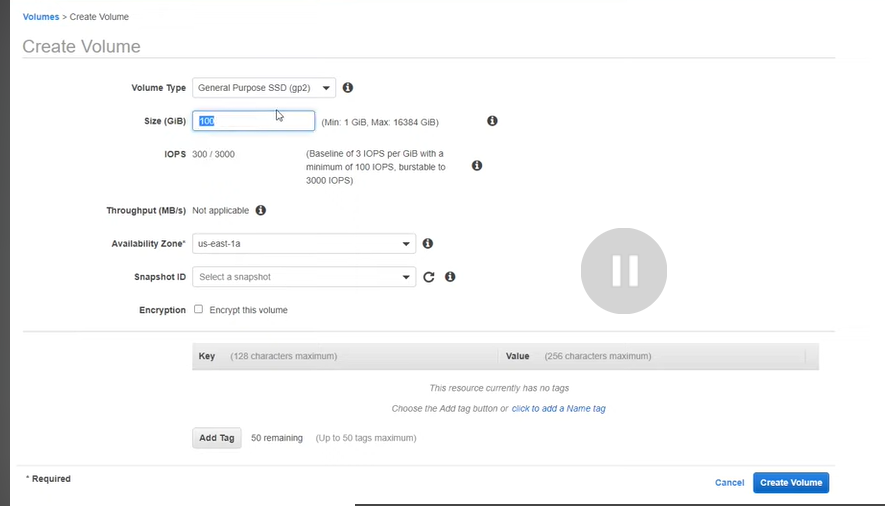 Volumes > Create Volume
Create Volume
Volume Type General Purpose SSD (gp2)
Size (GiB) 100 (Min: 1 GiB, Max: 16384 GiB)
IOPS 300 / 3000 (Baseline of 3 IOPS per GiB with a
minimum of 100 IOPS, burstable to
3000 IOPS)
Throughput (MB/s) Not applicable
Availability Zone* us-east-1a
Snapshot ID Select a snapshot
Encryption Encrypt this volume
Key (128 characters maximum) Value (256 characters maximum)
This resource currently has no tags
Choose the Add tag button or click to add a Name tag
Add Tag 50 remaining (Up to 50 tags maximum)
* Required
Cancel Create Volume